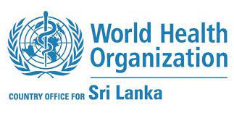 World Health
Organization
COUNTRY OFFICE FOR Sri Lanka